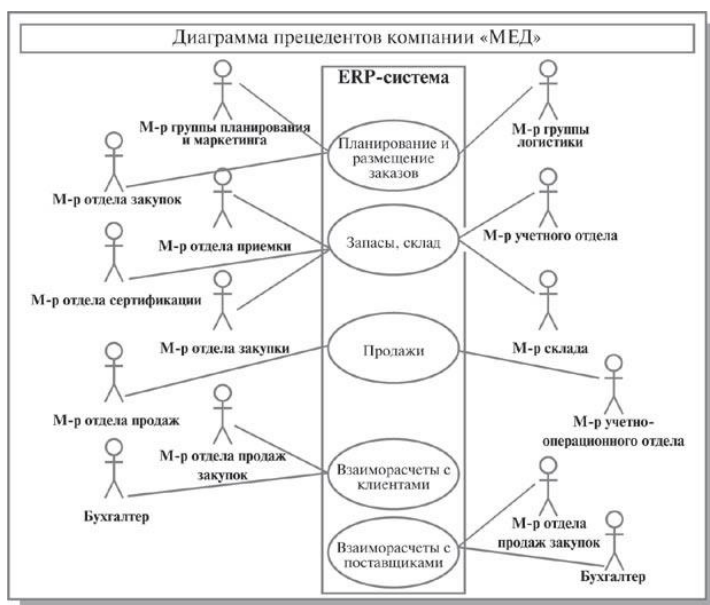 Диаграмма прецедентов компании «МЕД»
ERP-система
М-р группы планирования
и маркетинга
Планирование и
размещение
заказов
М-р группы
логистики
М-р отдела закупок
М-р отдела приемки
Запасы, склад
М-р учетного отдела
М-р отдела сертификации
М-р отдела закупки
Продажи
М-р склада
М-р отдела продаж
М-р учетно-
операционного отдела
М-р отдела продаж
закупок
Взаиморасчеты с
клиентами
Бухгалтер
М-р отдела
продаж закупок
Взаиморасчеты с
поставщиками
Бухгалтер